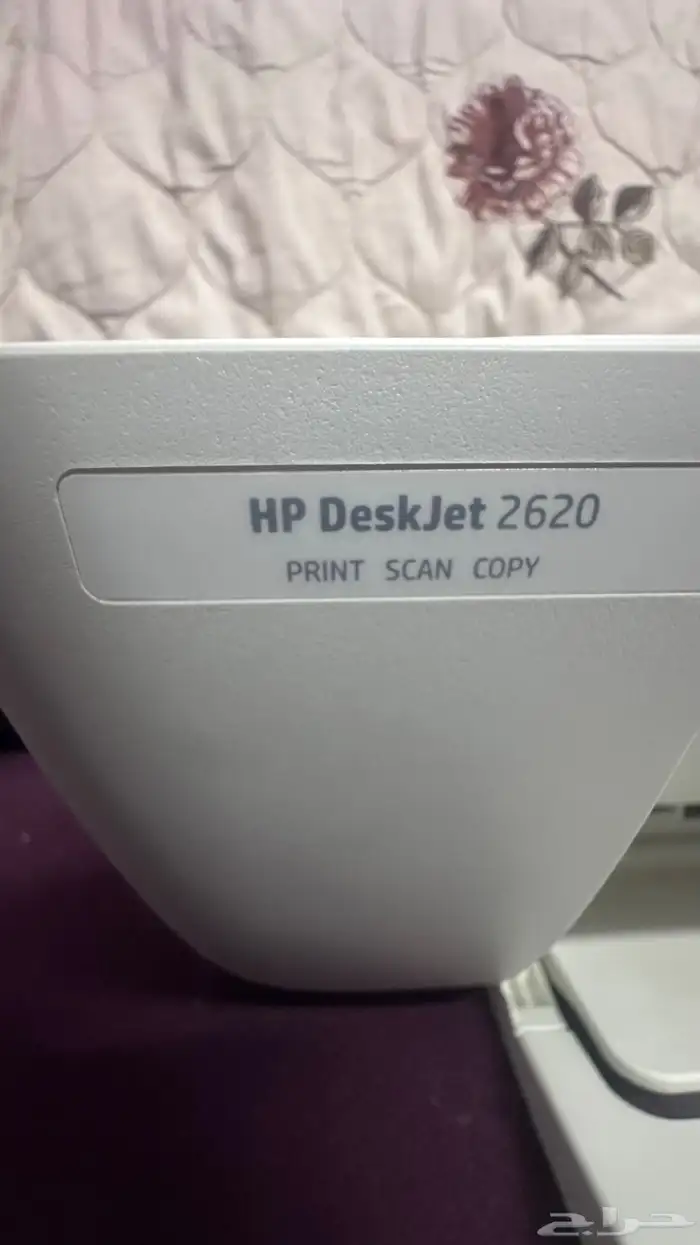 HP DeskJet 2620
PRINT SCAN COPY
حراج